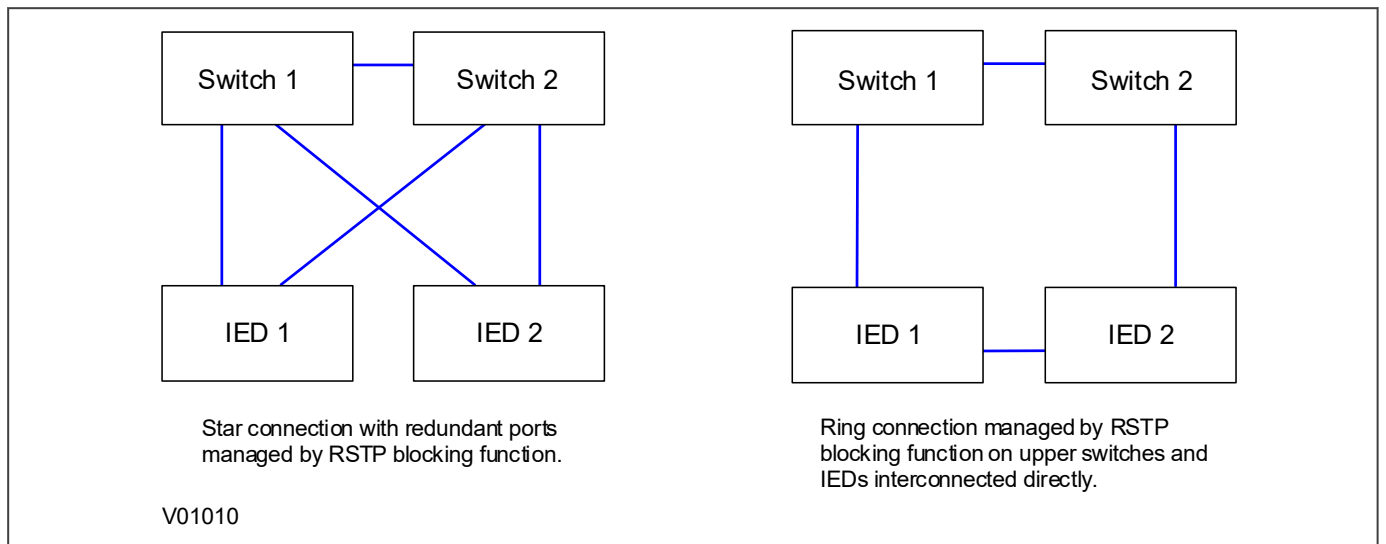 Switch 1
Switch 2
IED 1
IED 2
Star connection with redundant ports
managed by RSTP blocking function.
Switch 1
Switch 2
IED 1
IED 2
Ring connection managed by RSTP
blocking function on upper switches and
IEDs interconnected directly.
V01010